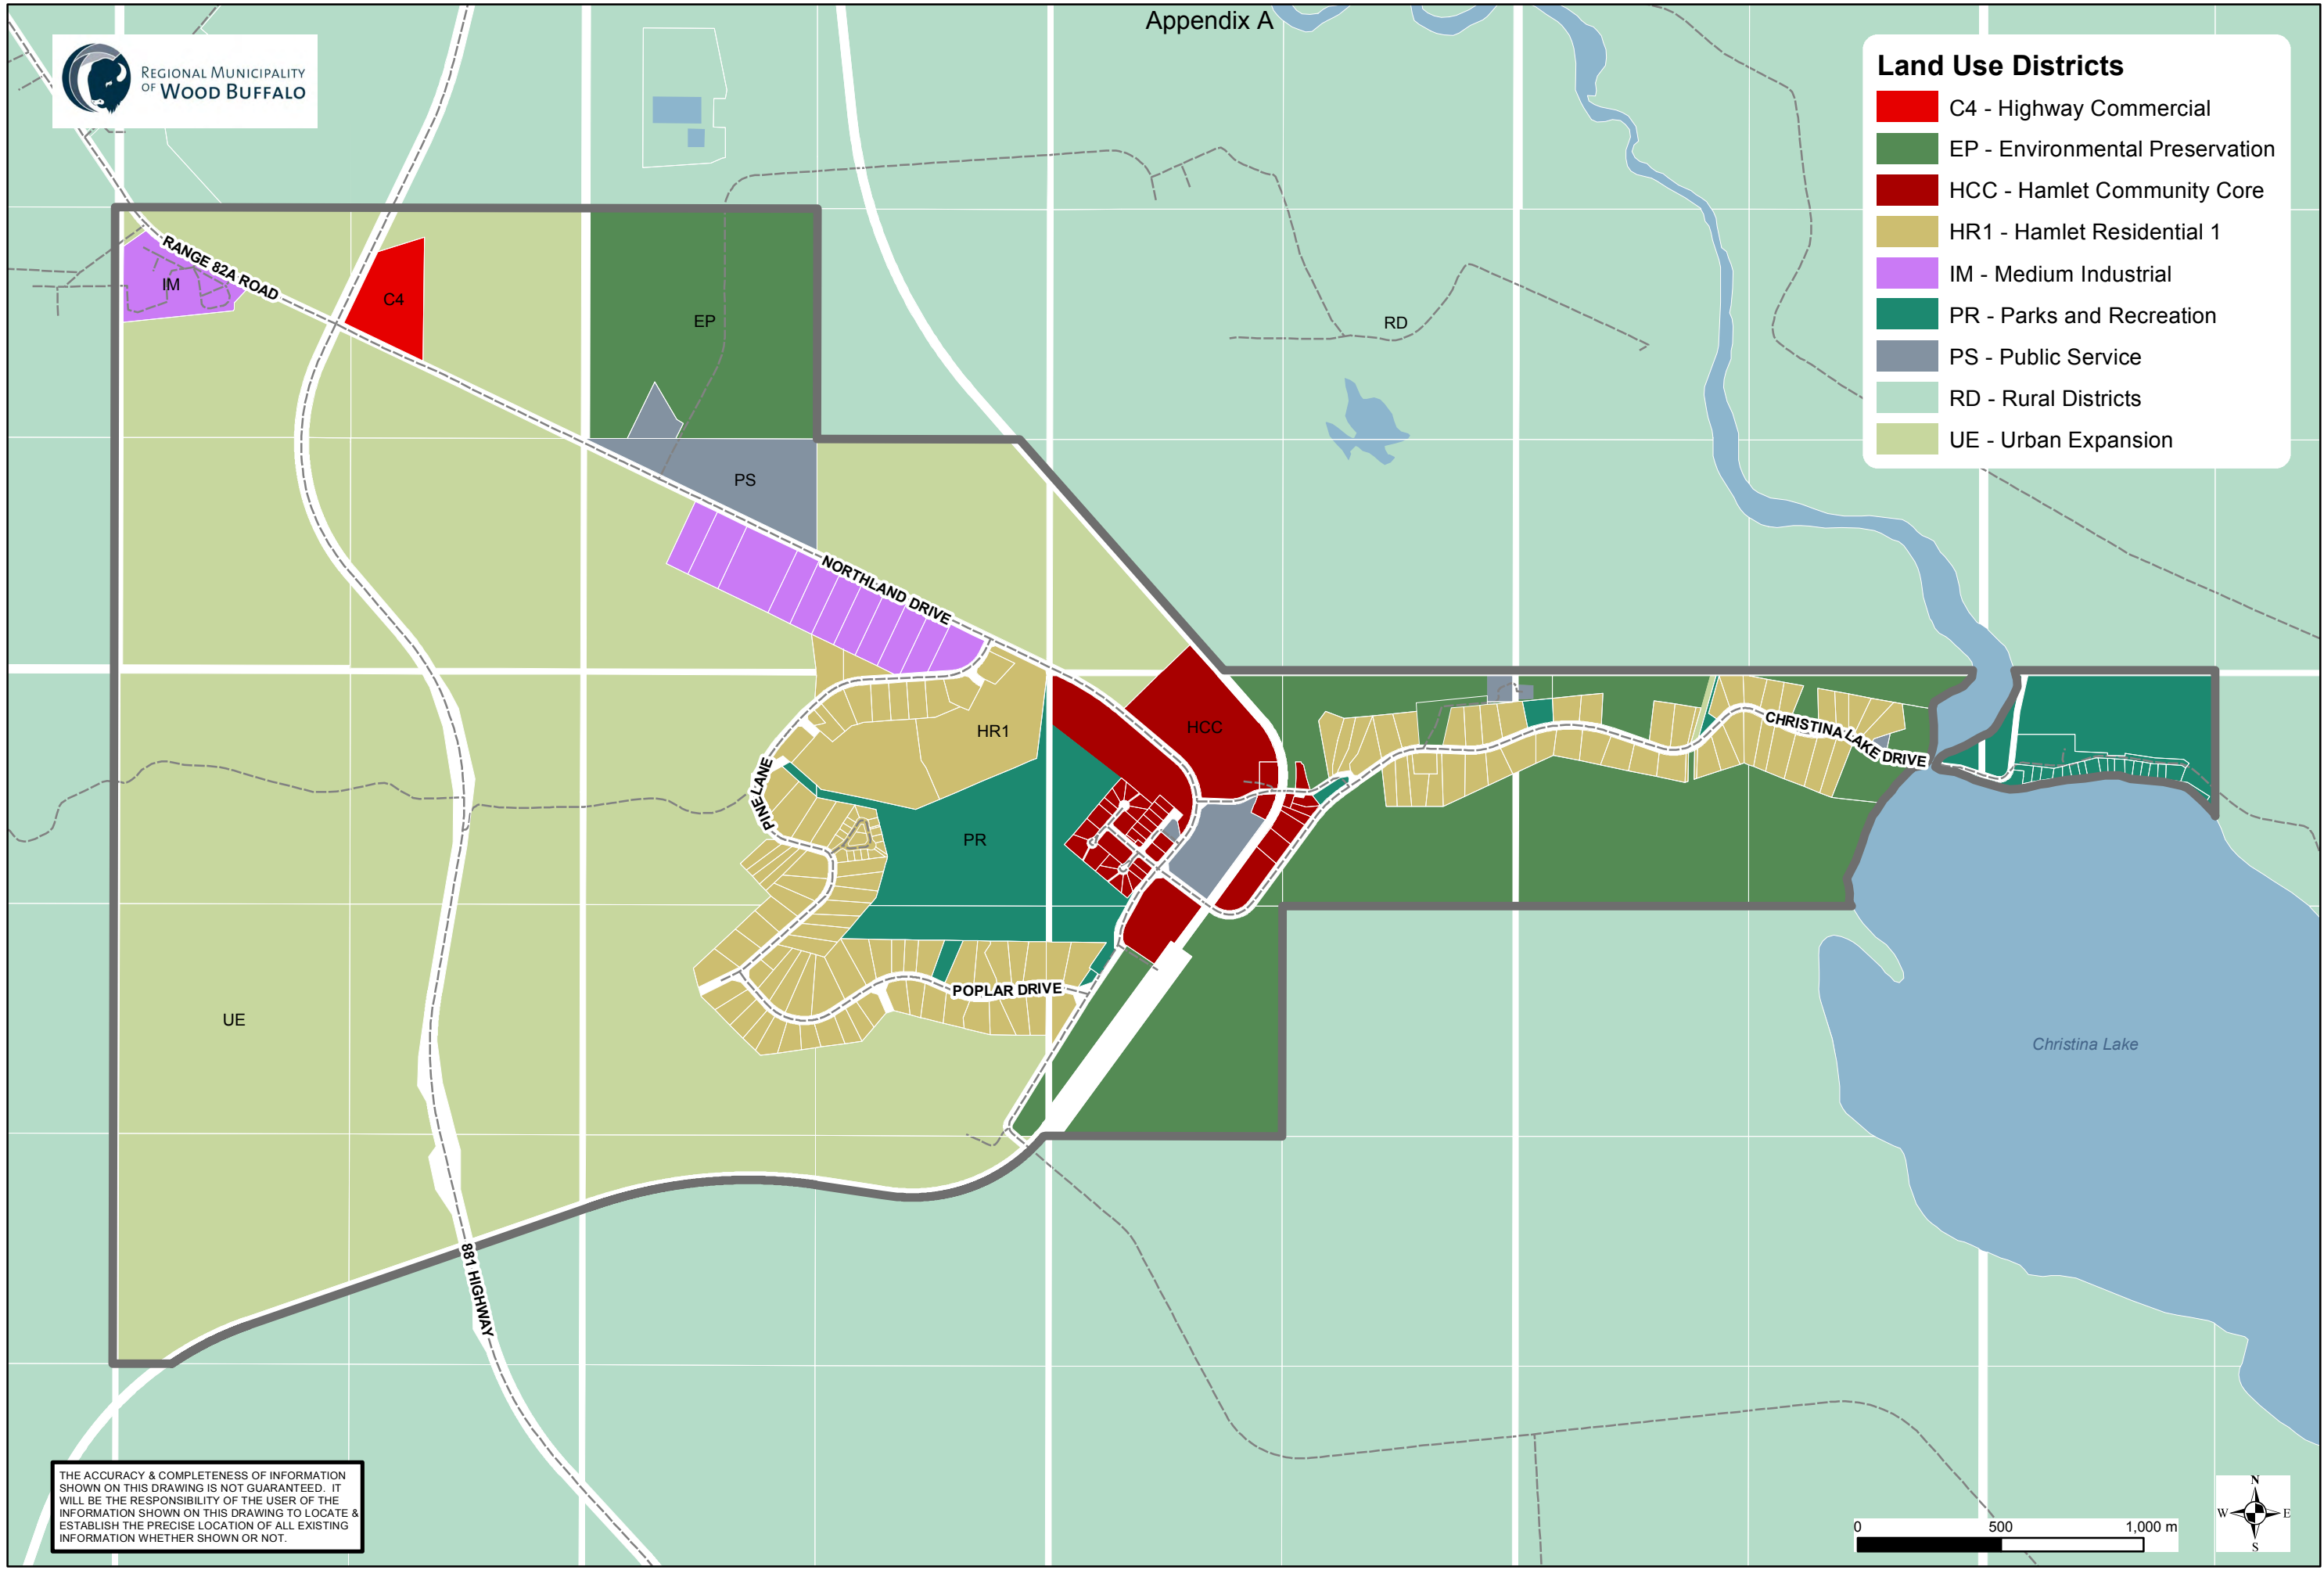 Appendix A
REGIONAL MUNICIPALITY
OF WOOD BUFFALO
Land Use Districts
C4 - Highway Commercial
EP - Environmental Preservation
HCC - Hamlet Community Core
HR1 - Hamlet Residential 1
IM - Medium Industrial
PR - Parks and Recreation
PS - Public Service
RD - Rural Districts
UE - Urban Expansion
RANGE 82A ROAD
IM
C4
EP
RD
PS
NORTHLAND DRIVE
HCC
HR1
CHRISTINA LAKE DRIVE
PINE LANE
PR
POPLAR DRIVE
UE
Christina Lake
881 HIGHWAY
THE ACCURACY & COMPLETENESS OF INFORMATION
SHOWN ON THIS DRAWING IS NOT GUARANTEED. IT
WILL BE THE RESPONSIBILITY OF THE USER OF THE
INFORMATION SHOWN ON THIS DRAWING TO LOCATE &
ESTABLISH THE PRECISE LOCATION OF ALL EXISTING
INFORMATION WHETHER SHOWN OR NOT.
0 500 1,000 m
N
W E
S